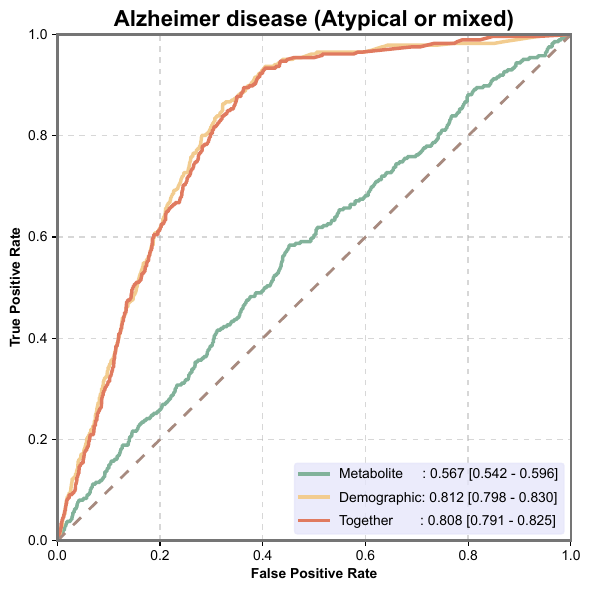 Alzheimer disease (Atypical or mixed)
True Positive Rate
1.0
0.8
0.6
0.4
0.2
0.0
Metabolite : 0.567 [0.542 - 0.596]
Demographic: 0.812 [0.798 - 0.830]
Together : 0.808 [0.791 - 0.825]
0.0 0.2 0.4 0.6 0.8 1.0
False Positive Rate